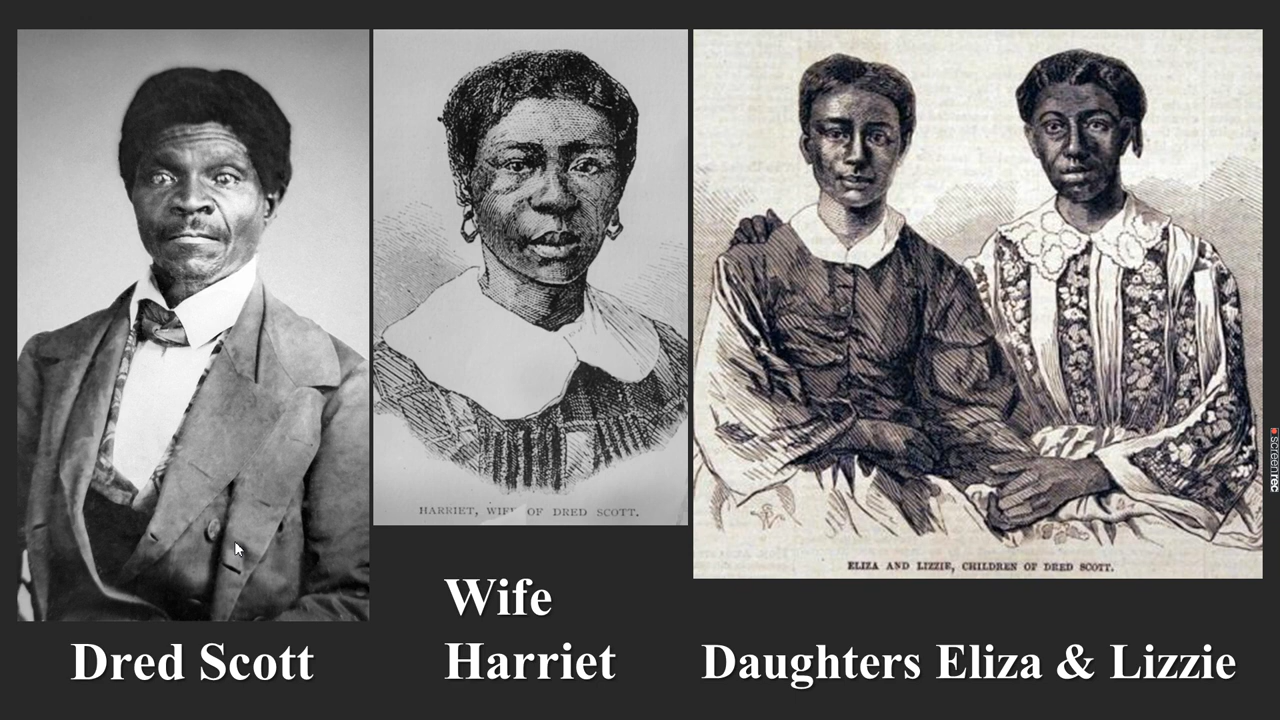 HARRIET, WIFE OF DRED SCOTT.
ELIZA AND LIZZIE, CHILDREN OF DRED SCOTT.
Dred Scott
Wife
Harriet
Daughters Eliza & Lizzie
screenrec